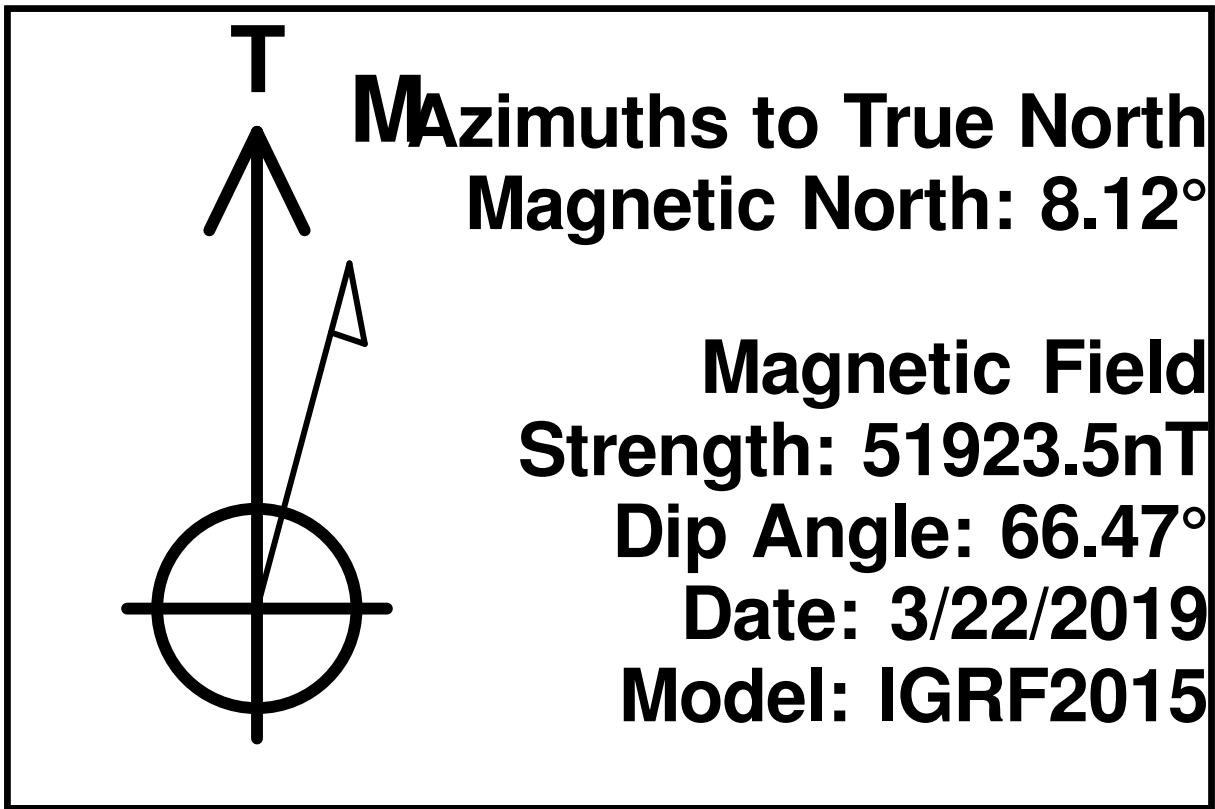 T
M
Azimuths to True North
Magnetic North: 8.12°
Magnetic Field
Strength: 51923.5nT
Dip Angle: 66.47°
Date: 3/22/2019
Model: IGRF2015